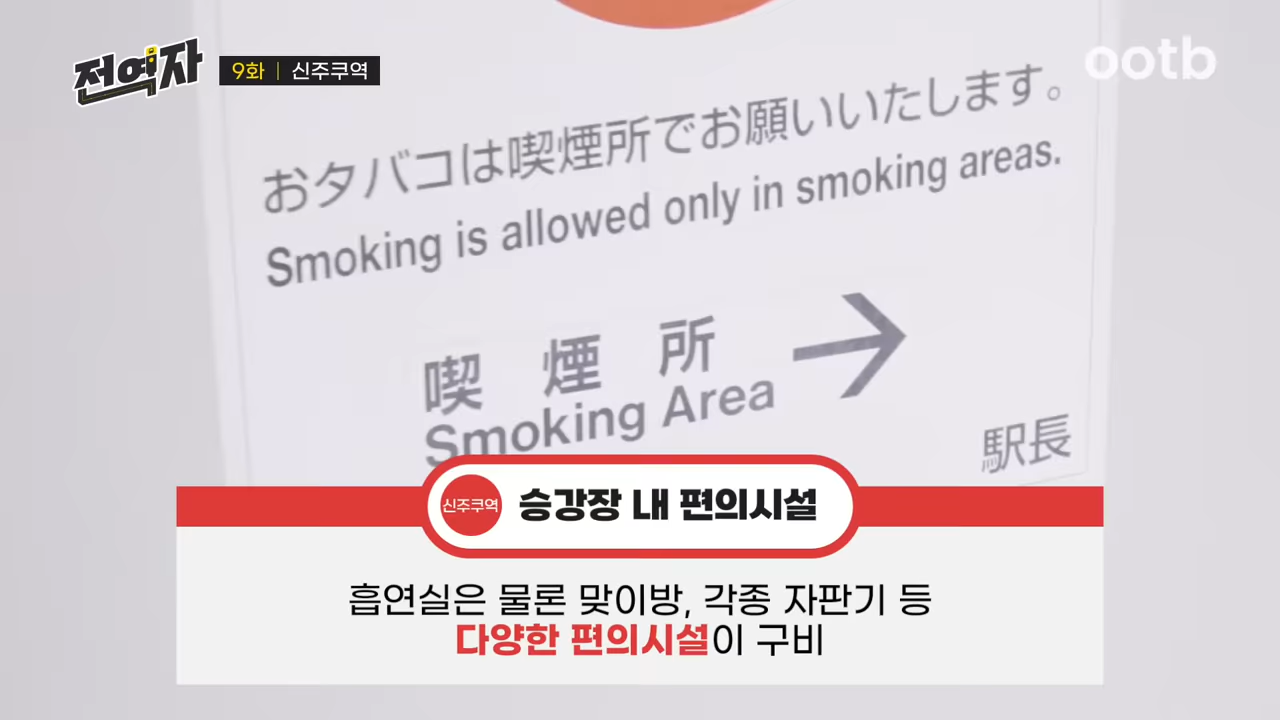 전역자
9화 | 신주쿠역
ootb
おタバコは喫煙所でお願いいたします。
Smoking is allowed only in smoking areas.
喫煙所
Smoking Area
駅長
신주쿠역
승강장 내 편의시설
흡연실은 물론 맞이방, 각종 자판기 등
다양한 편의시설이 구비